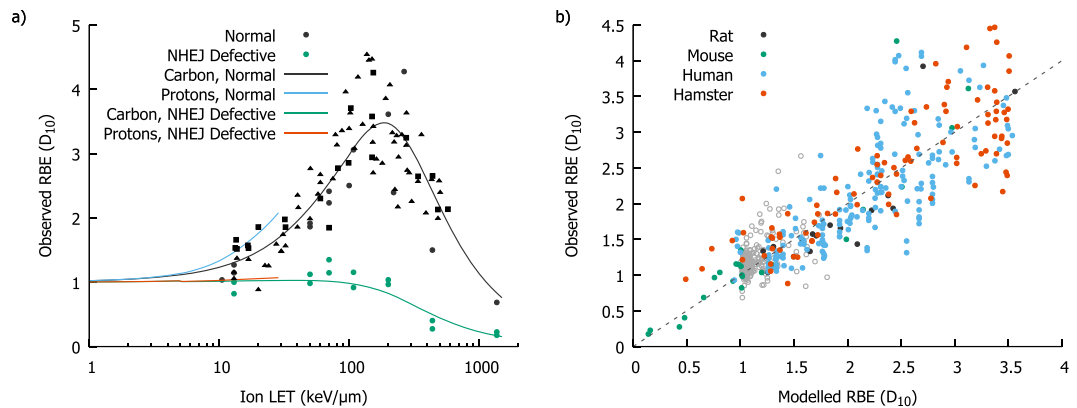 a)
5
4
3
2
1
0
1
10
100
1000
Observed RBE (D10)
Ion LET (keV/μm)
Normal
NHEJ Defective
Carbon, Normal
Protons, Normal
Carbon, NHEJ Defective
Protons, NHEJ Defective
b)
4.5
4
3.5
3
2.5
2
1.5
1
0.5
0
0
0.5
1
1.5
2
2.5
3
3.5
4
Observed RBE (D10)
Modelled RBE (D10)
Rat
Mouse
Human
Hamster